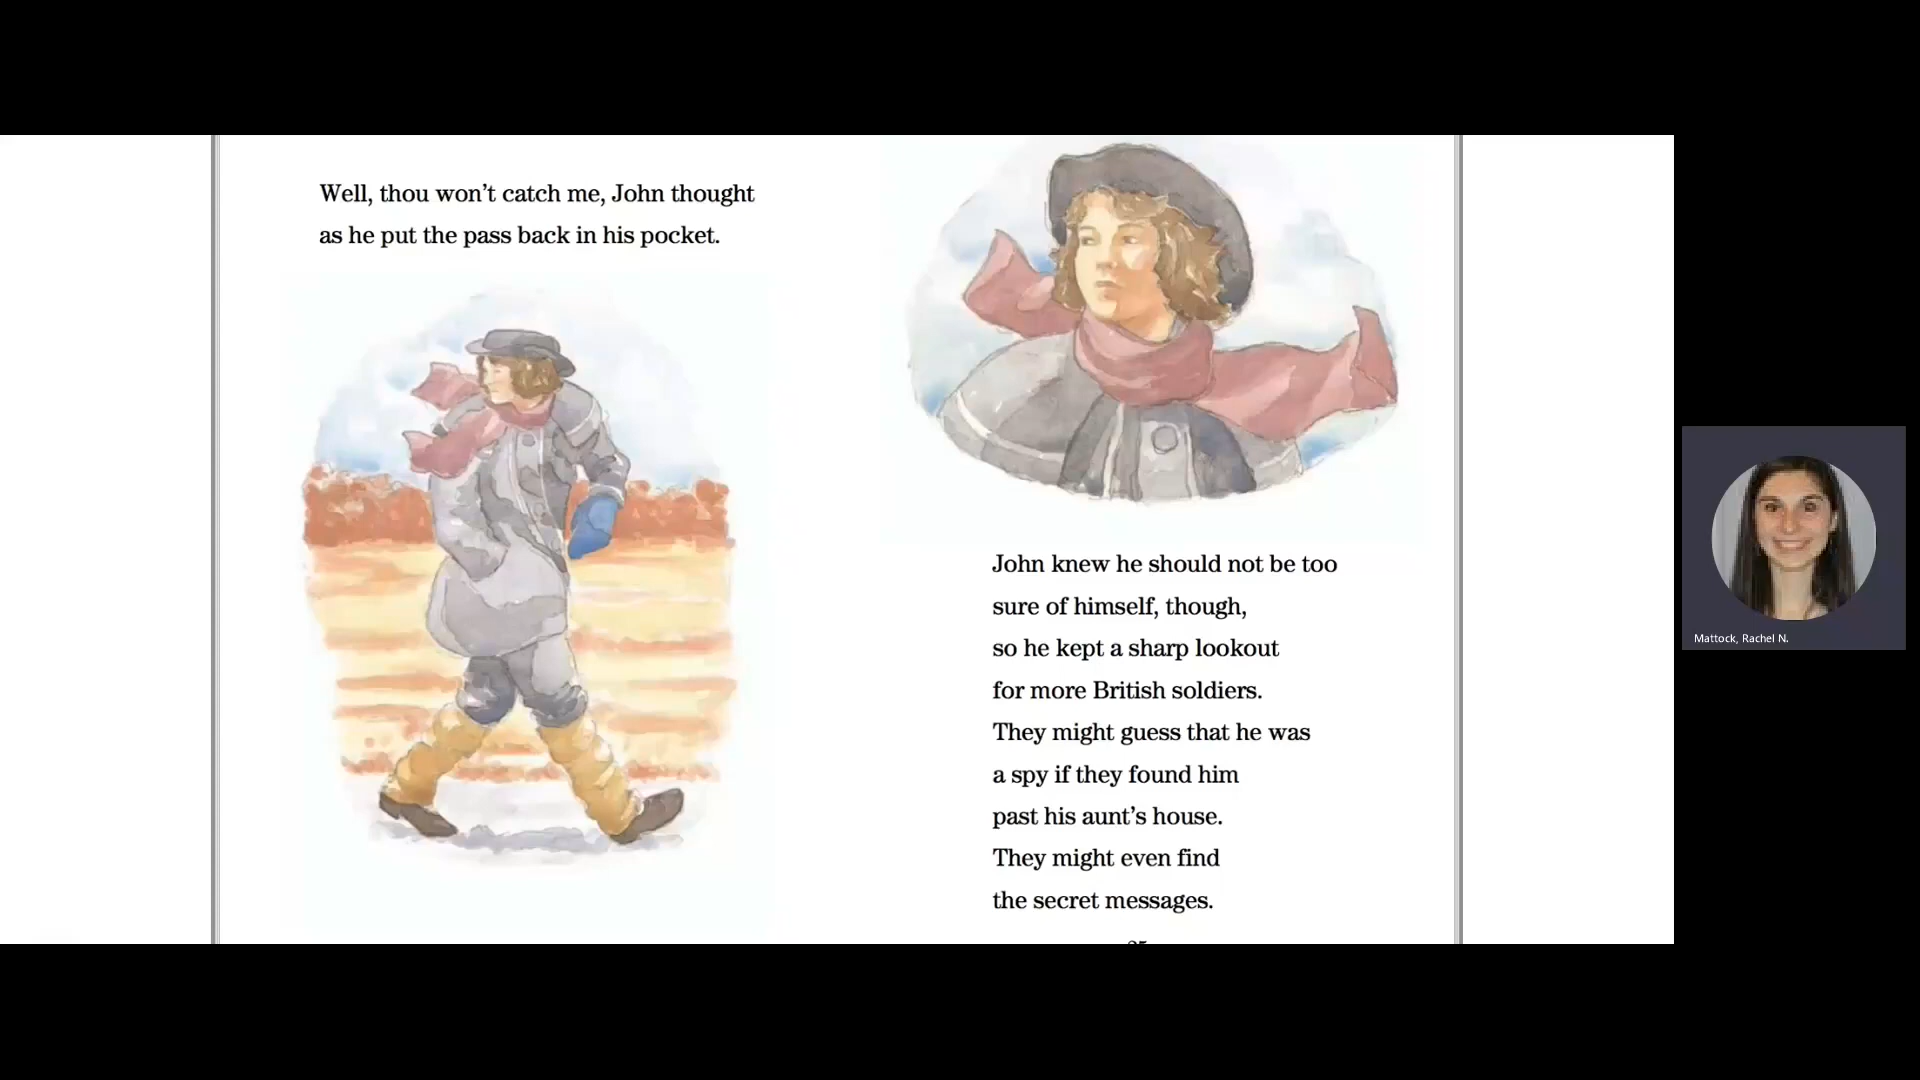 Well, thou won't catch me, John thought
as he put the pass back in his pocket.
John knew he should not be too
sure of himself, though,
so he kept a sharp lookout
for more British soldiers.
They might guess that he was
a spy if they found him
past his aunt's house.
They might even find
the secret messages.
Mattock, Rachel N.